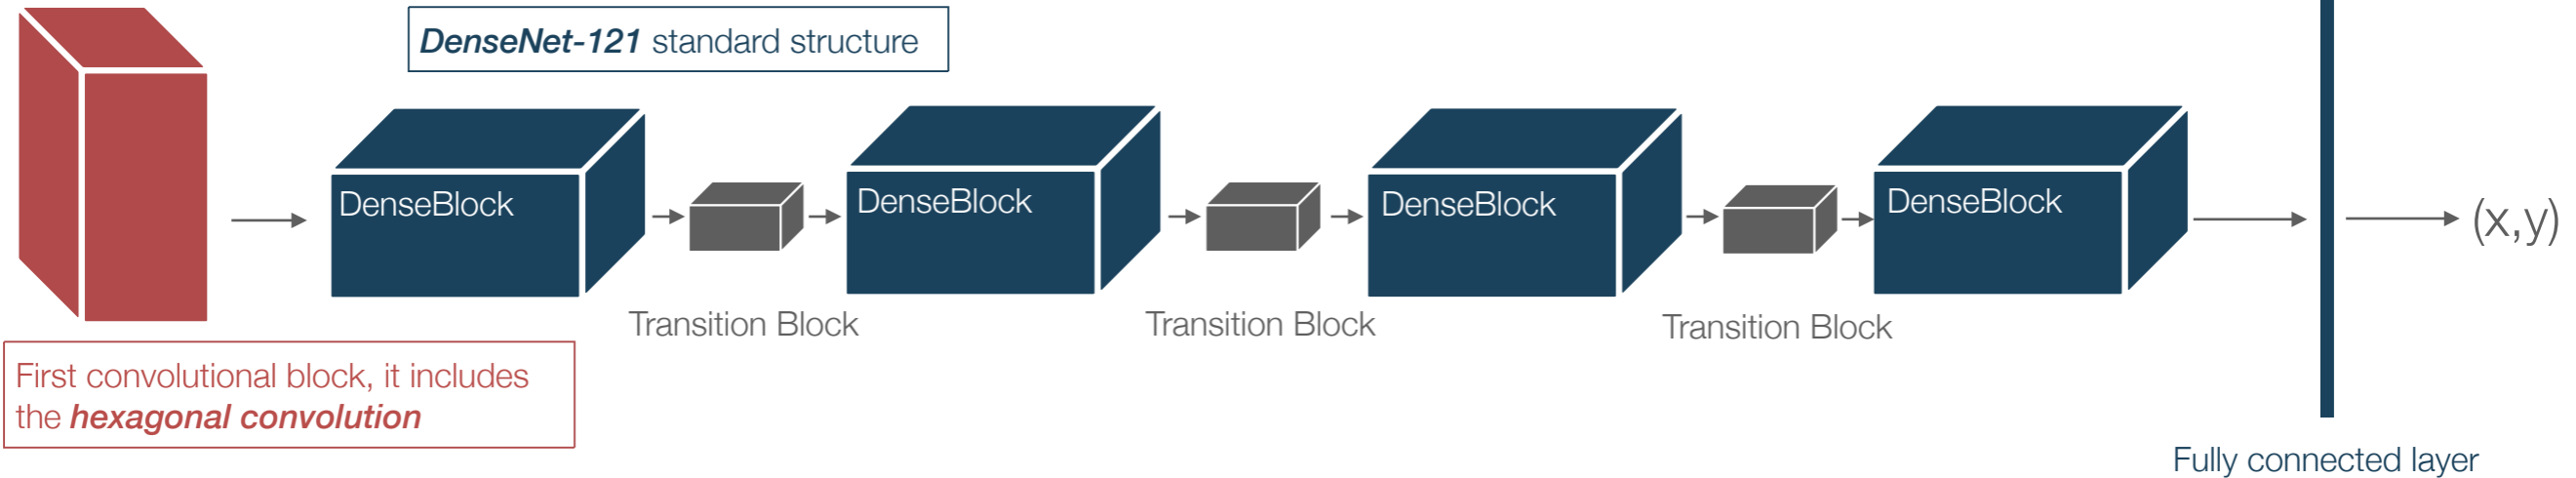 DenseNet-121 standard structure
DenseBlock
DenseBlock
DenseBlock
DenseBlock
(x,y)
Transition Block
Transition Block
Transition Block
First convolutional block, it includes
the hexagonal convolution
Fully connected layer